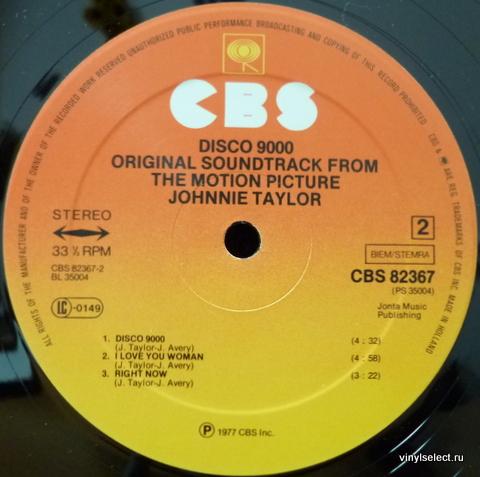 ALL RIGHTS OF THE MANUFACTURER AND OF THE OWNER OF THE RECORDED WORK RESERVED UNAUTHORIZED PUBLIC PERFORMANCE BROADCASTING AND COPYING OF THIS RECORD PROHIBITED
CBS & ARE REG. TRADEMARKS OF CBS INC MADE IN HOLLAND
CBS
DISCO 9000
ORIGINAL SOUNDTRACK FROM
THE MOTION PICTURE
JOHNNIE TAYLOR
STEREO
33 ⅓ RPM
CBS 82367-2
BL 35004
LC-0149
2
BIEM/STEMRA
CBS 82367
(PS 35004)
Jonta Music
Publishing
1. DISCO 9000 (4 : 32)
(J. Taylor-J. Avery)
2. I LOVE YOU WOMAN (4 : 58)
(J. Taylor-J. Avery)
3. RIGHT NOW (3 : 22)
(J. Taylor-J. Avery)
Ⓟ 1977 CBS Inc.
vinylselect.ru